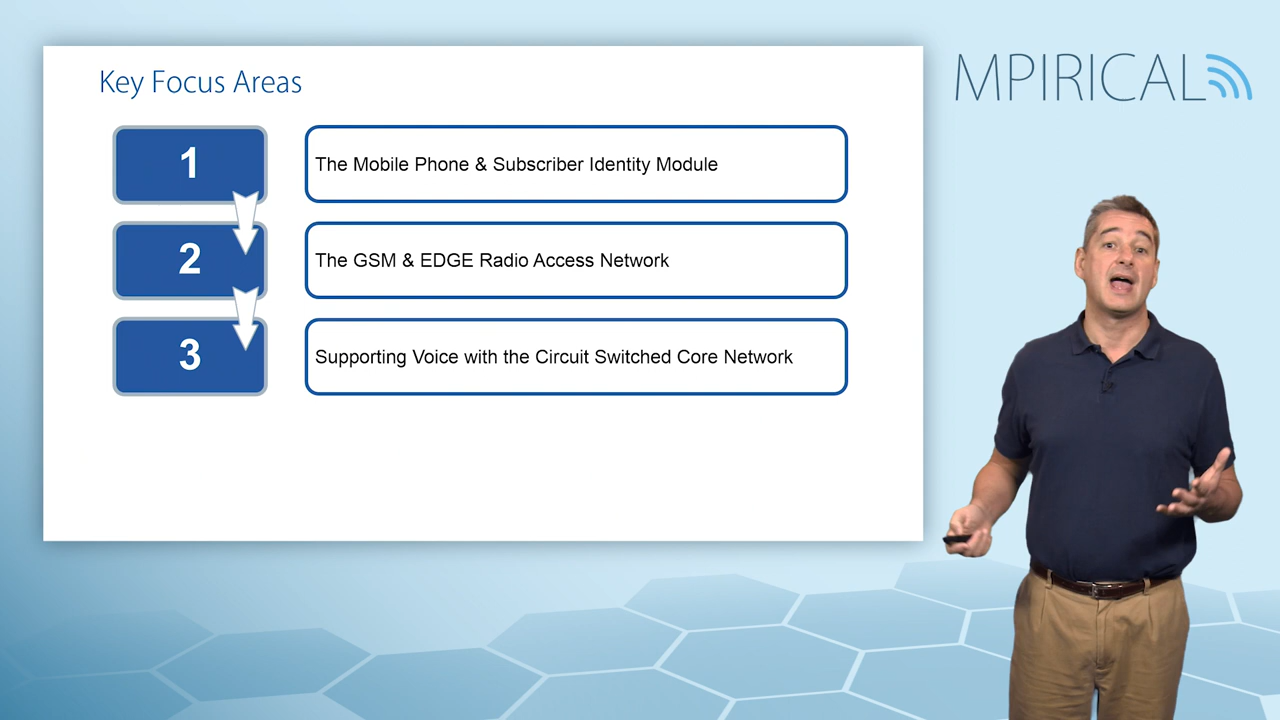 Key Focus Areas
MPIRICAL
1
The Mobile Phone & Subscriber Identity Module
2
The GSM & EDGE Radio Access Network
3
Supporting Voice with the Circuit Switched Core Network